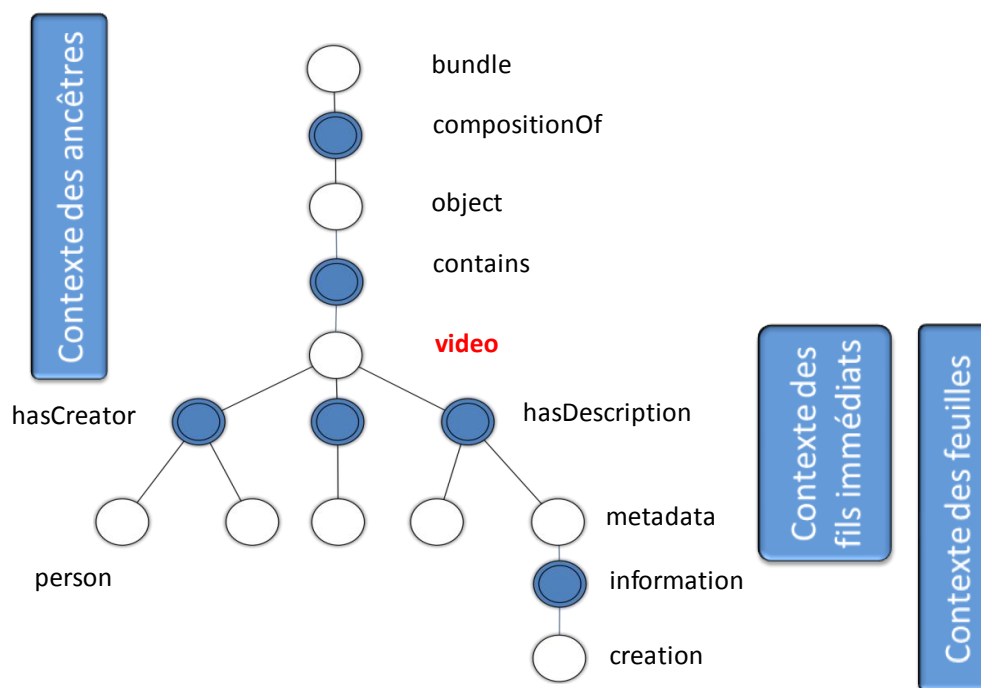 Contexte des ancêtres
bundle
compositionOf
object
contains
video
hasCreator
hasDescription
Contexte des
fils immédiats
Contexte des feuilles
metadata
person
information
creation